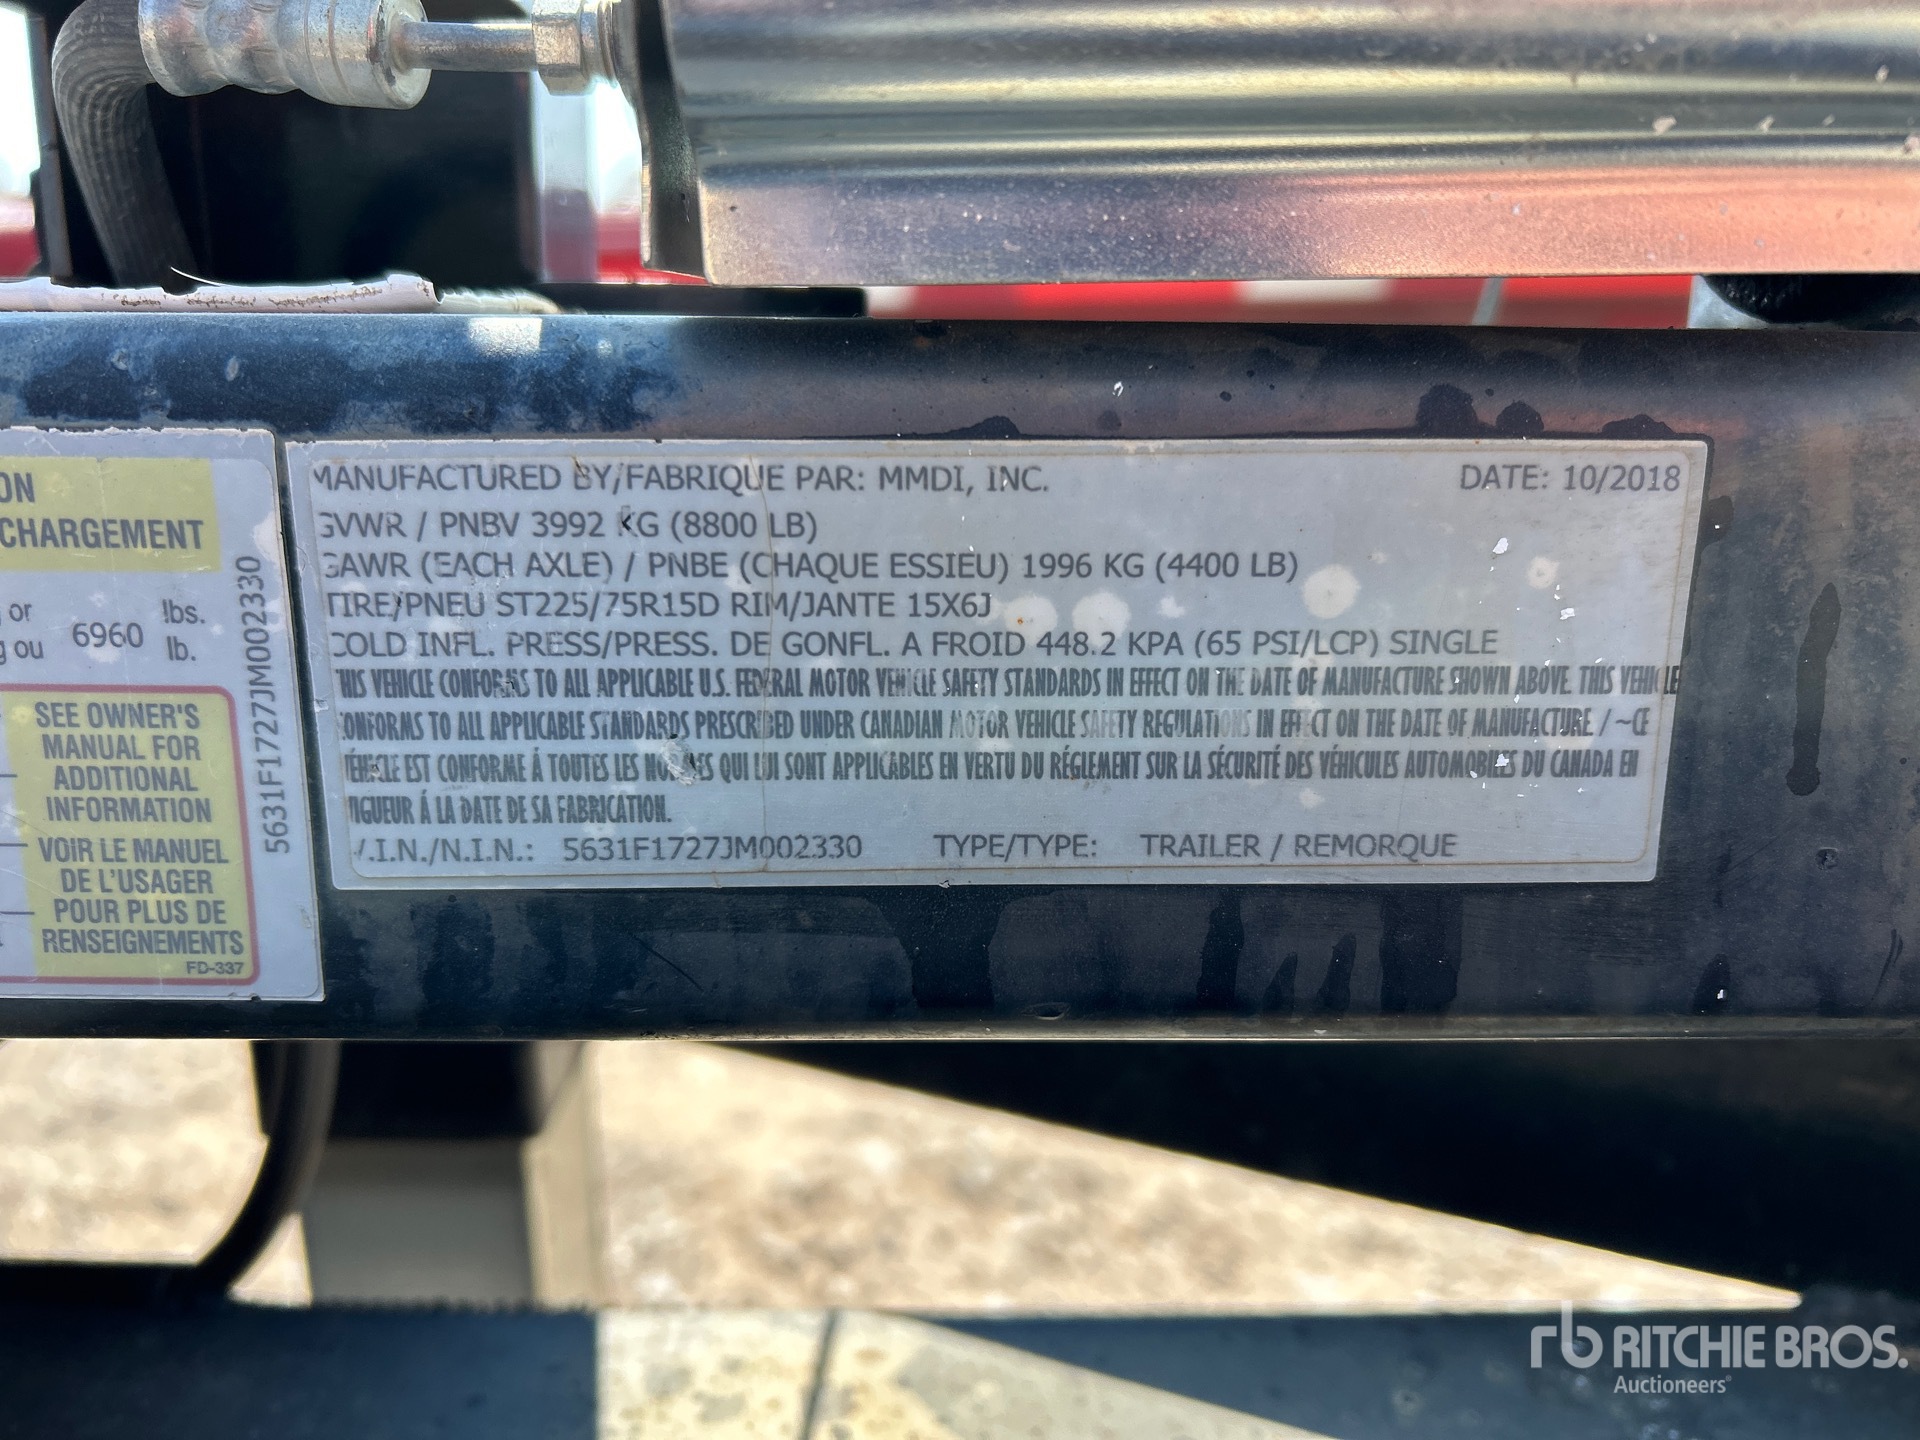 ON
CHARGEMENT
g or lbs.
g ou 6960 lb.
SEE OWNER'S
MANUAL FOR
ADDITIONAL
INFORMATION
VOIR LE MANUEL
DE L'USAGER
POUR PLUS DE
RENSEIGNEMENTS
FD-337
5631F1727JM002330
MANUFACTURED BY/FABRIQUE PAR: MMDI, INC. DATE: 10/2018
GVWR / PNBV 3992 KG (8800 LB)
GAWR (EACH AXLE) / PNBE (CHAQUE ESSIEU) 1996 KG (4400 LB)
TIRE/PNEU ST225/75R15D RIM/JANTE 15X6J
COLD INFL. PRESS/PRESS. DE GONFL. A FROID 448.2 KPA (65 PSI/LCP) SINGLE
THIS VEHICLE CONFORMS TO ALL APPLICABLE U.S. FEDERAL MOTOR VEHICLE SAFETY STANDARDS IN EFFECT ON THE DATE OF MANUFACTURE SHOWN ABOVE. THIS VEHICLE
CONFORMS TO ALL APPLICABLE STANDARDS PRESCRIBED UNDER CANADIAN MOTOR VEHICLE SAFETY REGULATIONS IN EFFECT ON THE DATE OF MANUFACTURE. / ~CE
VÉHICLE EST CONFORME Á TOUTES LES NORMES QUI LUI SONT APPLICABLES EN VERTU DU RÉGLEMENT SUR LA SÉCURITÉ DES VÉHICULES AUTOMOBILES DU CANADA EN
VIGUEUR Á LA DATE DE SA FABRICATION.
V.I.N./N.I.N.: 5631F1727JM002330 TYPE/TYPE: TRAILER / REMORQUE
rb RITCHIE BROS.
Auctioneers